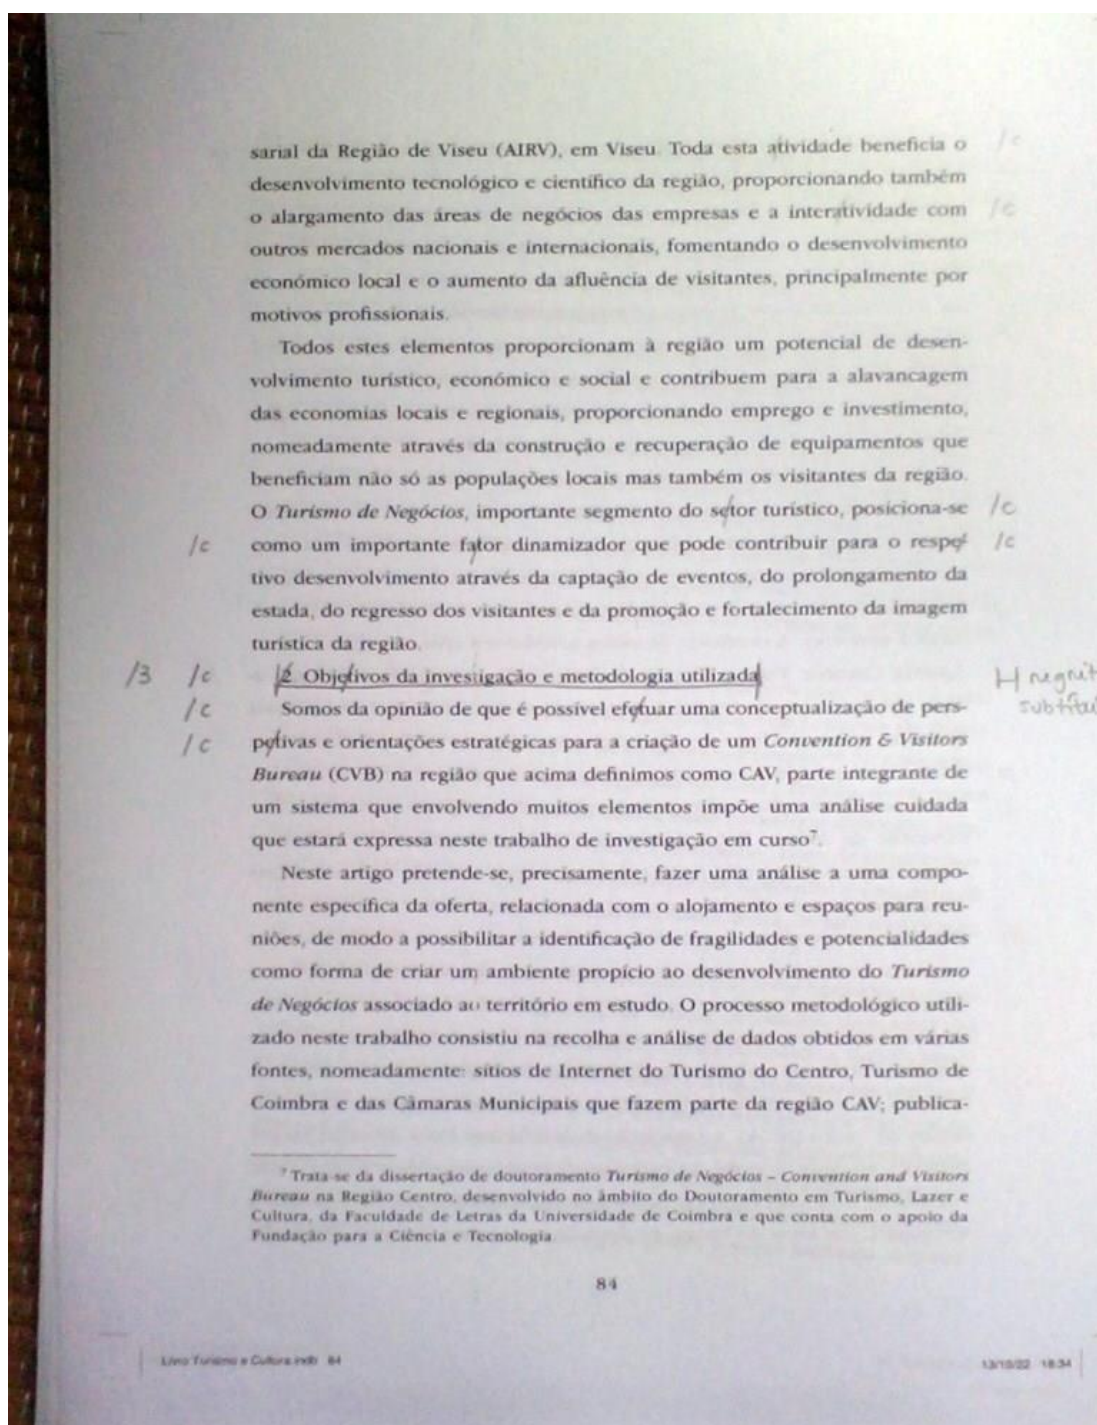 sarial da Região de Viseu (AIRV), em Viseu. Toda esta atividade beneficia o /c
desenvolvimento tecnológico e científico da região, proporcionando também
o alargamento das áreas de negócios das empresas e a interatividade com /c
outros mercados nacionais e internacionais, fomentando o desenvolvimento
económico local e o aumento da afluência de visitantes, principalmente por
motivos profissionais.
Todos estes elementos proporcionam à região um potencial de desen-
volvimento turístico, económico e social e contribuem para a alavancagem
das economias locais e regionais, proporcionando emprego e investimento,
nomeadamente através da construção e recuperação de equipamentos que
beneficiam não só as populações locais mas também os visitantes da região.
O Turismo de Negócios, importante segmento do setor turístico, posiciona-se /c
/c como um importante fator dinamizador que pode contribuir para o respe- /c
tivo desenvolvimento através da captação de eventos, do prolongamento da
estada, do regresso dos visitantes e da promoção e fortalecimento da imagem
turística da região.
/3 /c 2 Objetivos da investigação e metodologia utilizada
/c Somos da opinião de que é possível efetuar uma conceptualização de pers-
/c petivas e orientações estratégicas para a criação de um Convention & Visitors
Bureau (CVB) na região que acima definimos como CAV, parte integrante de
um sistema que envolvendo muitos elementos impõe uma análise cuidada
que estará expressa neste trabalho de investigação em curso7.
Neste artigo pretende-se, precisamente, fazer uma análise a uma compo-
nente específica da oferta, relacionada com o alojamento e espaços para reu-
niões, de modo a possibilitar a identificação de fragilidades e potencialidades
como forma de criar um ambiente propício ao desenvolvimento do Turismo
de Negócios associado ao território em estudo. O processo metodológico utili-
zado neste trabalho consistiu na recolha e análise de dados obtidos em várias
fontes, nomeadamente: sítios de Internet do Turismo do Centro, Turismo de
Coimbra e das Câmaras Municipais que fazem parte da região CAV; publica-
7 Trata-se da dissertação de doutoramento Turismo de Negócios – Convention and Visitors
Bureau na Região Centro, desenvolvido no âmbito do Doutoramento em Turismo, Lazer e
Cultura, da Faculdade de Letras da Universidade de Coimbra e que conta com o apoio da
Fundação para a Ciência e Tecnologia.
84
Livro Turismo e Cultura.indb 84 13/10/22 18:34